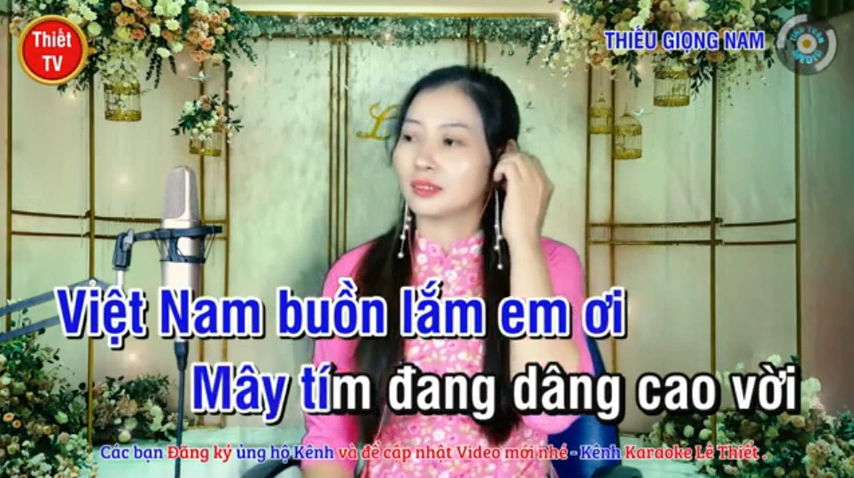 Thiết
TV
THIẾU GIỌNG NAM
Việt Nam buồn lắm em ơi
Mây tím đang dâng cao vời
Các bạn Đăng ký ủng hộ Kênh và để cập nhật Video mới nhé - Kênh Karaoke Lê Thiết .